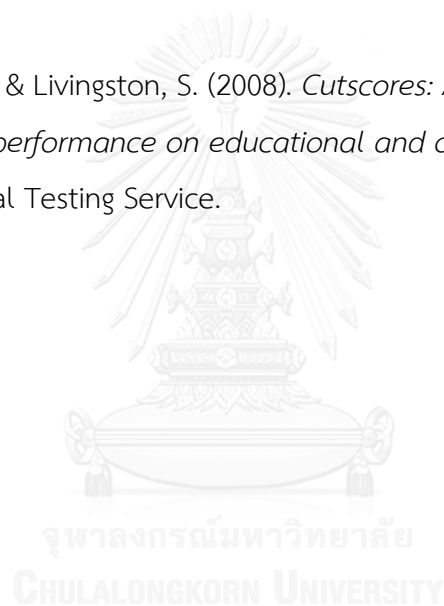 & Livingston, S. (2008). Cutscores:
performance on educational and
al Testing Service.
จุฬาลงกรณ์มหาวิทยาลัย
CHULALONGKORN UNIVERSITY